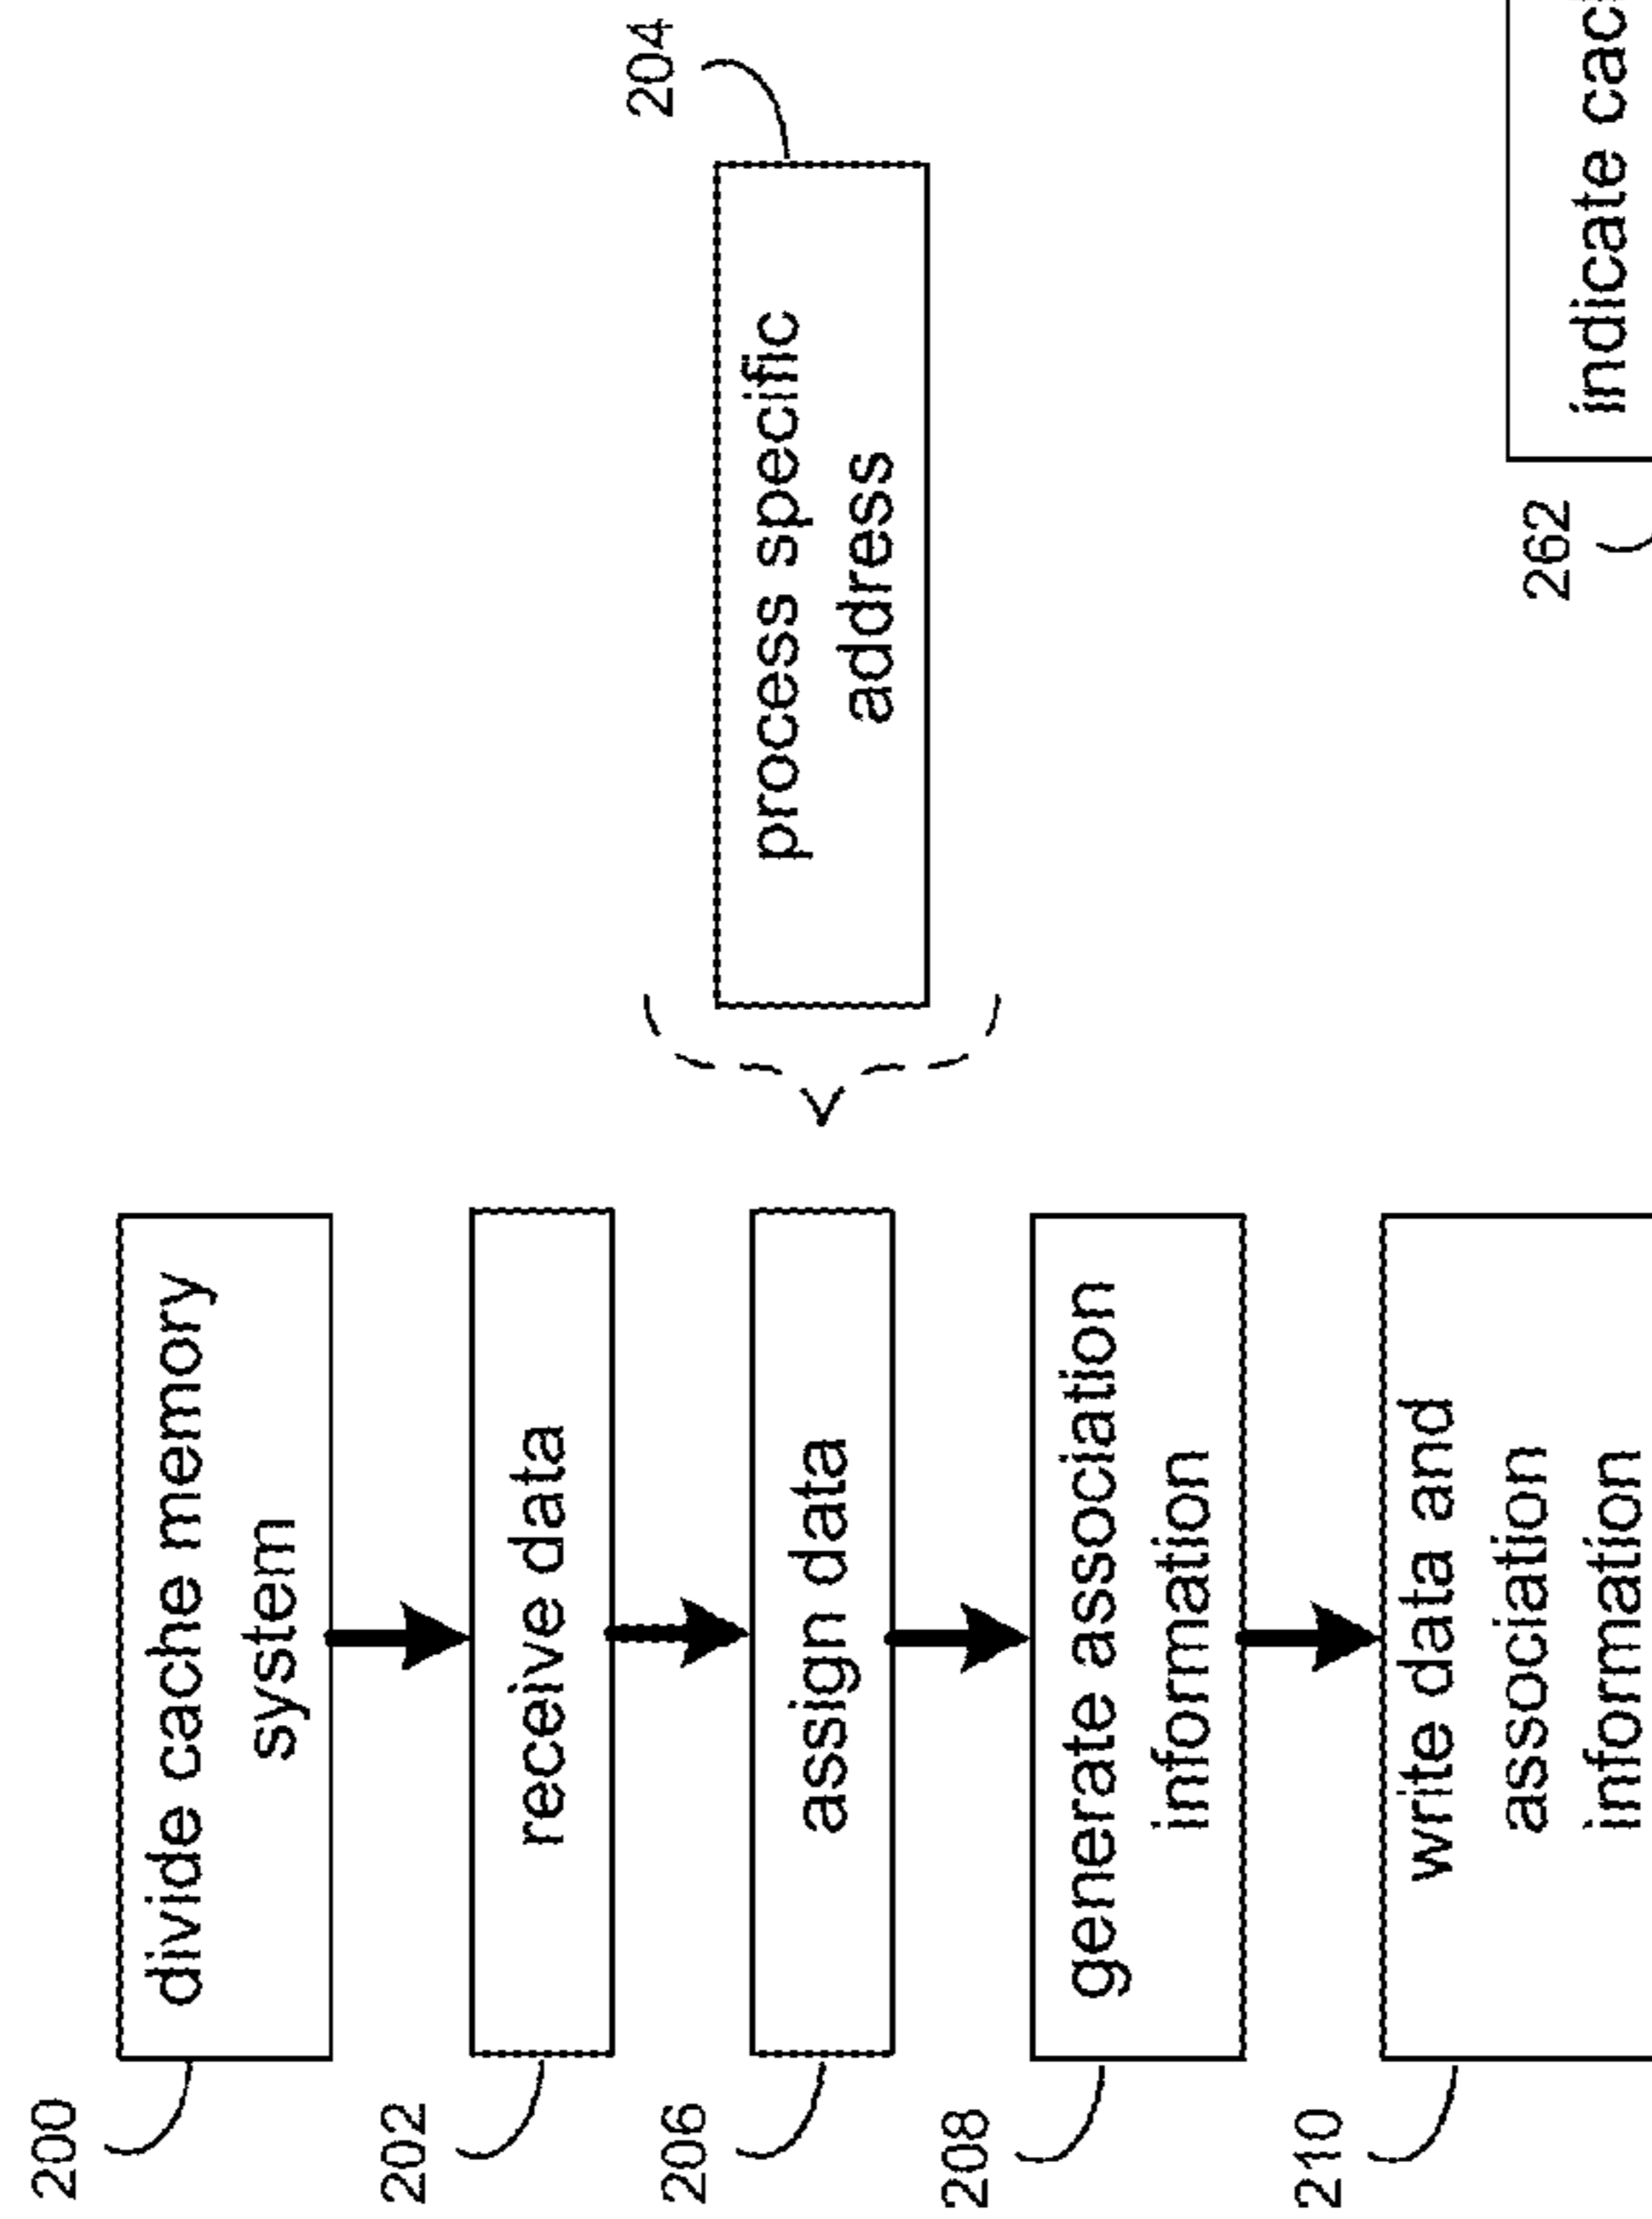 200
divide cache memory
system
202
receive data
206
assign data
204
process specific
address
208
generate association
information
210
write data and
association
information
262
indicate